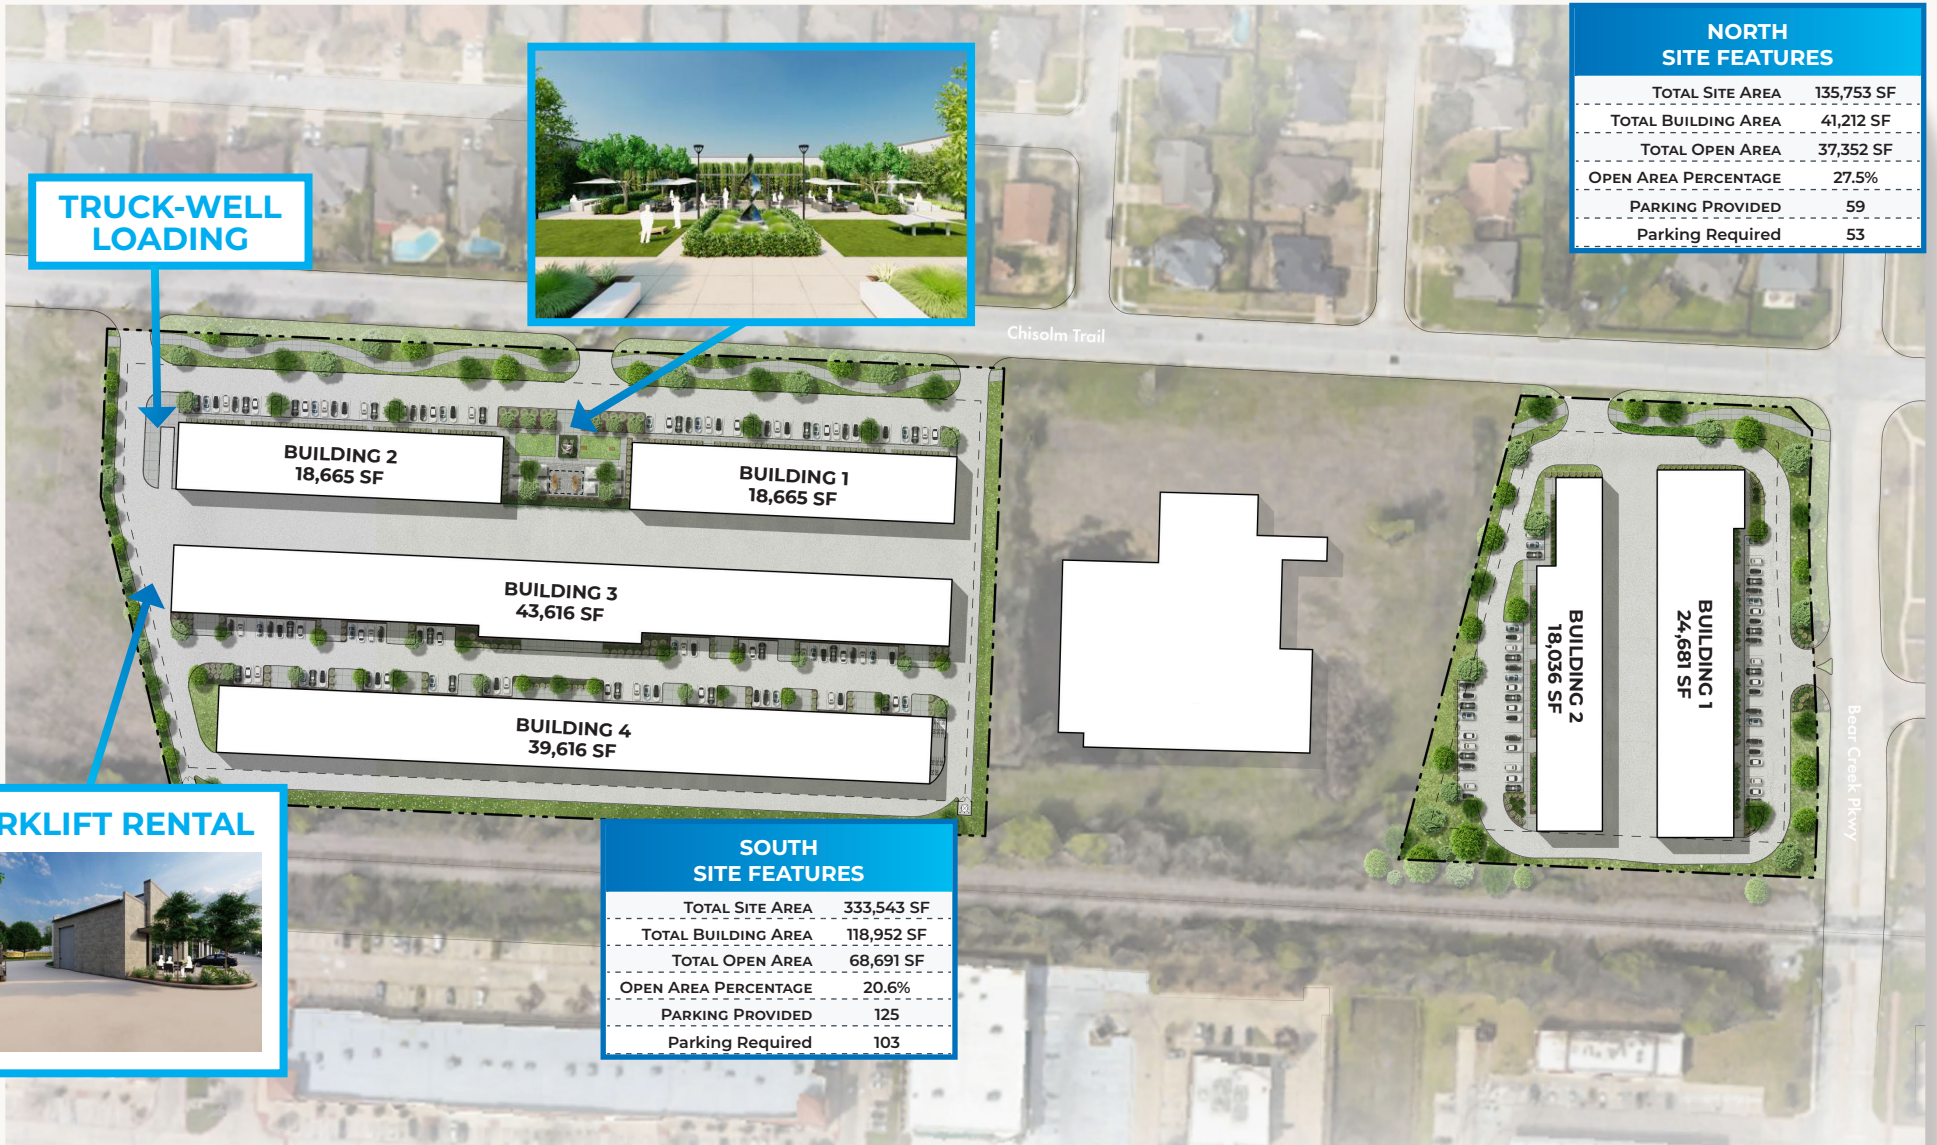 NORTH
SITE FEATURES
TOTAL SITE AREA 135,753 SF
TOTAL BUILDING AREA 41,212 SF
TOTAL OPEN AREA 37,352 SF
OPEN AREA PERCENTAGE 27.5%
PARKING PROVIDED 59
Parking Required 53
TRUCK-WELL
LOADING
Chisolm Trail
BUILDING 2
18,665 SF
BUILDING 1
18,665 SF
BUILDING 3
43,616 SF
BUILDING 4
39,616 SF
BUILDING 2
18,036 SF
BUILDING 1
24,681 SF
Bear Creek Pkwy
RKLIFT RENTAL
SOUTH
SITE FEATURES
TOTAL SITE AREA 333,543 SF
TOTAL BUILDING AREA 118,952 SF
TOTAL OPEN AREA 68,691 SF
OPEN AREA PERCENTAGE 20.6%
PARKING PROVIDED 125
Parking Required 103